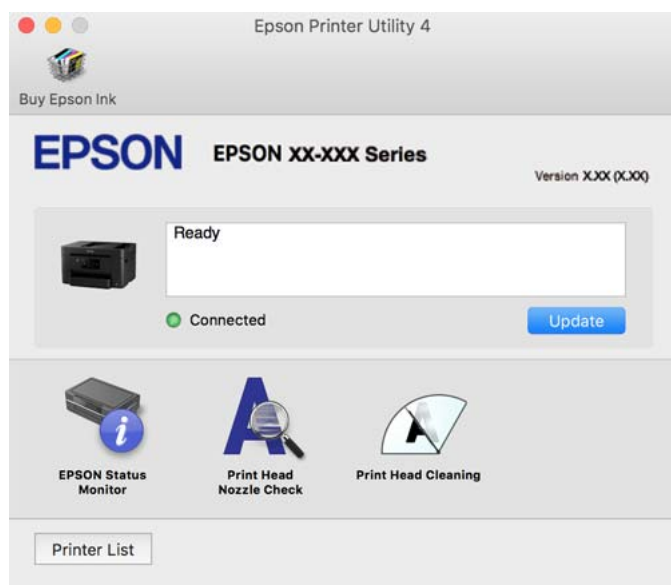 Epson Printer Utility 4
Buy Epson Ink
EPSON
EPSON XX-XXX Series
Version X.XX (X.XX)
Ready
Connected
Update
EPSON Status
Monitor
Print Head
Nozzle Check
Print Head Cleaning
Printer List